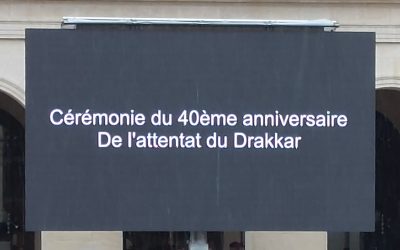 Cérémonie du 40ème anniversaire
De l'attentat du Drakkar